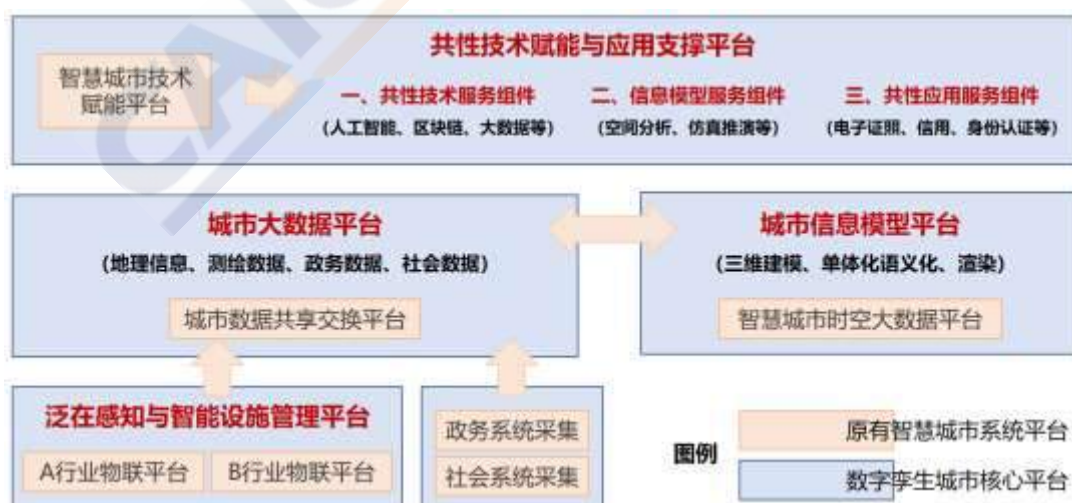 共性技术赋能与应用支撑平台
智慧城市技术
赋能平台
一、共性技术服务组件
(人工智能、区块链、大数据等)
二、信息模型服务组件
(空间分析、仿真推演等)
三、共性应用服务组件
(电子证照、信用、身份认证等)
城市大数据平台
(地理信息、测绘数据、政务数据、社会数据)
城市数据共享交换平台
城市信息模型平台
(三维建模、单体化语义化、渲染)
智慧城市时空大数据平台
泛在感知与智能设施管理平台
A行业物联平台
B行业物联平台
政务系统采集
社会系统采集
图例
原有智慧城市系统平台
数字孪生城市核心平台